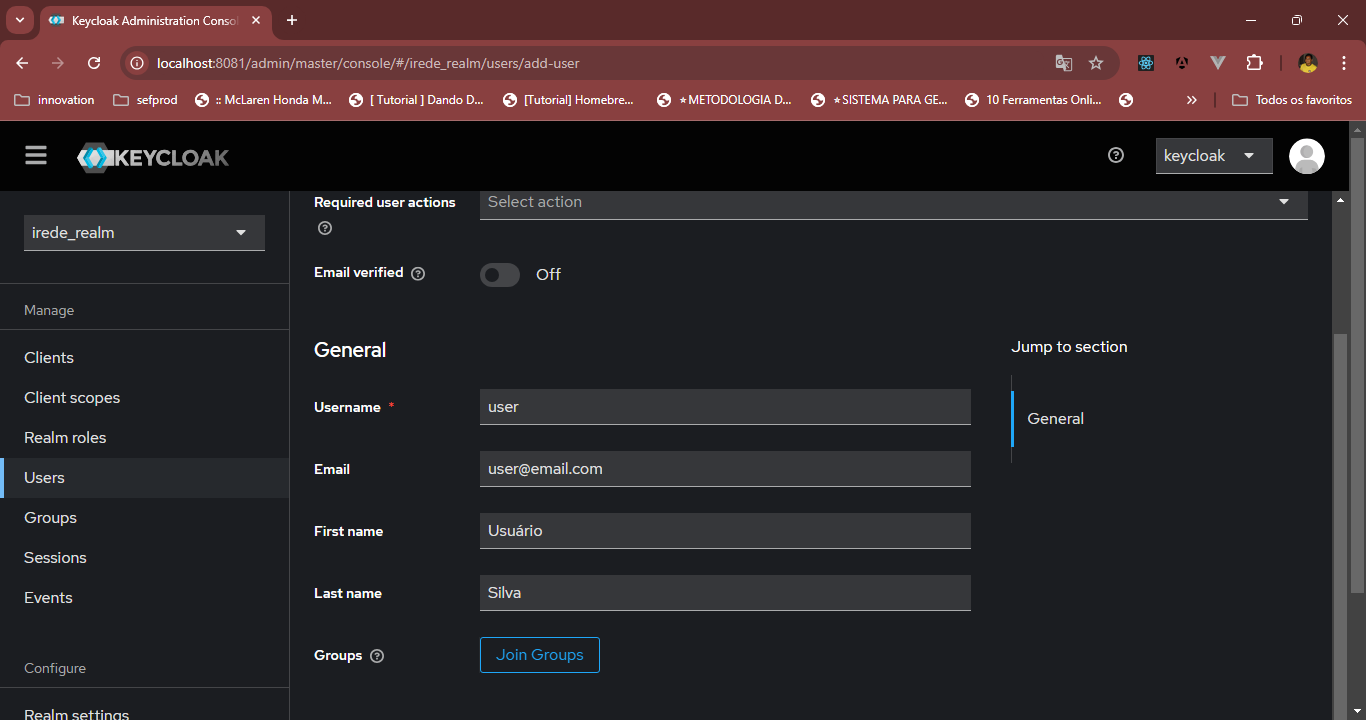 Keycloak Administration Conso
localhost:8081/admin/master/console/#/irede_realm/users/add-user
innovation
sefprod
:: McLaren Honda M...
[ Tutorial ] Dando D...
[Tutorial] Homebre...
★METODOLOGIA D...
★SISTEMA PARA GE...
10 Ferramentas Onli...
»
Todos os favoritos
KEYCLOAK
keycloak
irede_realm
Manage
Clients
Client scopes
Realm roles
Users
Groups
Sessions
Events
Configure
Realm settings
Required user actions
Select action
Email verified
Off
General
Username *
user
Email
user@email.com
First name
Usuário
Last name
Silva
Groups
Join Groups
Jump to section
General